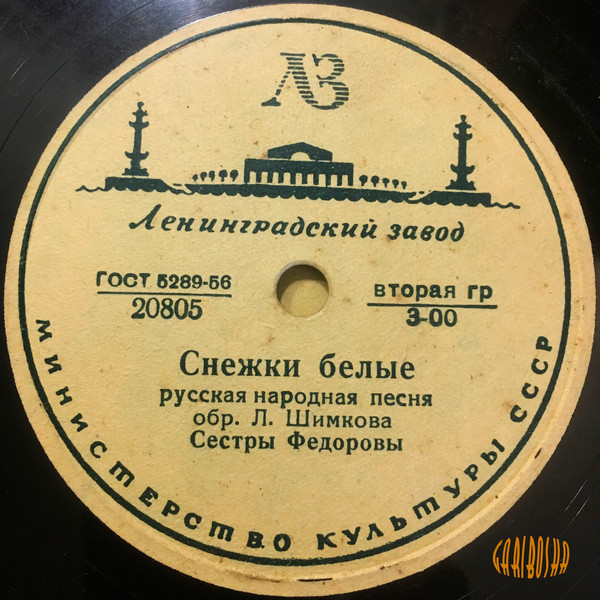 ЛЗ
Ленинградский завод
ГОСТ 5289-56
20805
вторая гр
3-00
Снежки белые
русская народная песня
обр. Л. Шимкова
Сестры Федоровы
МИНИСТЕРСТВО КУЛЬТУРЫ СССР
GARIBOSHA